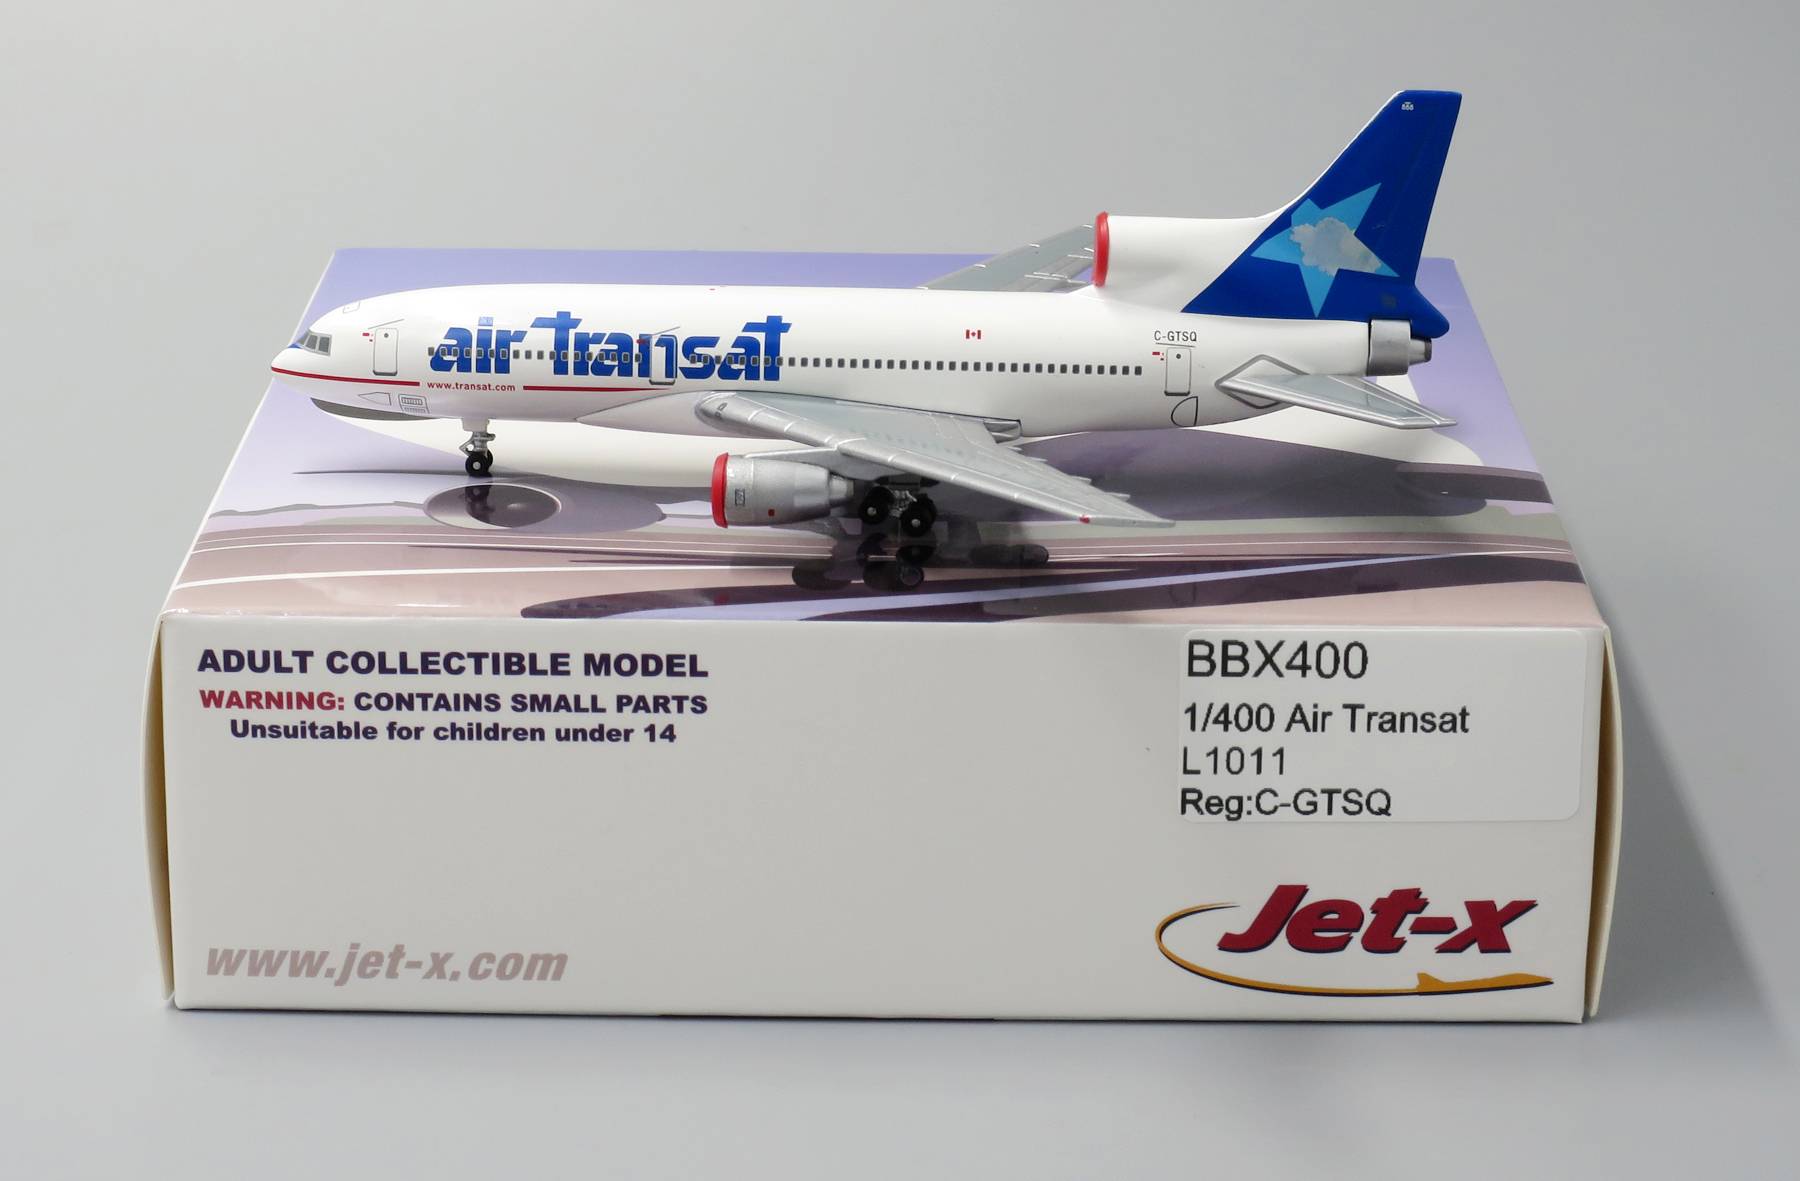 air transat
www.transat.com
C-GTSQ
ADULT COLLECTIBLE MODEL
WARNING: CONTAINS SMALL PARTS
Unsuitable for children under 14
BBX400
1/400 Air Transat
L1011
Reg:C-GTSQ
www.jet-x.com
Jet-x